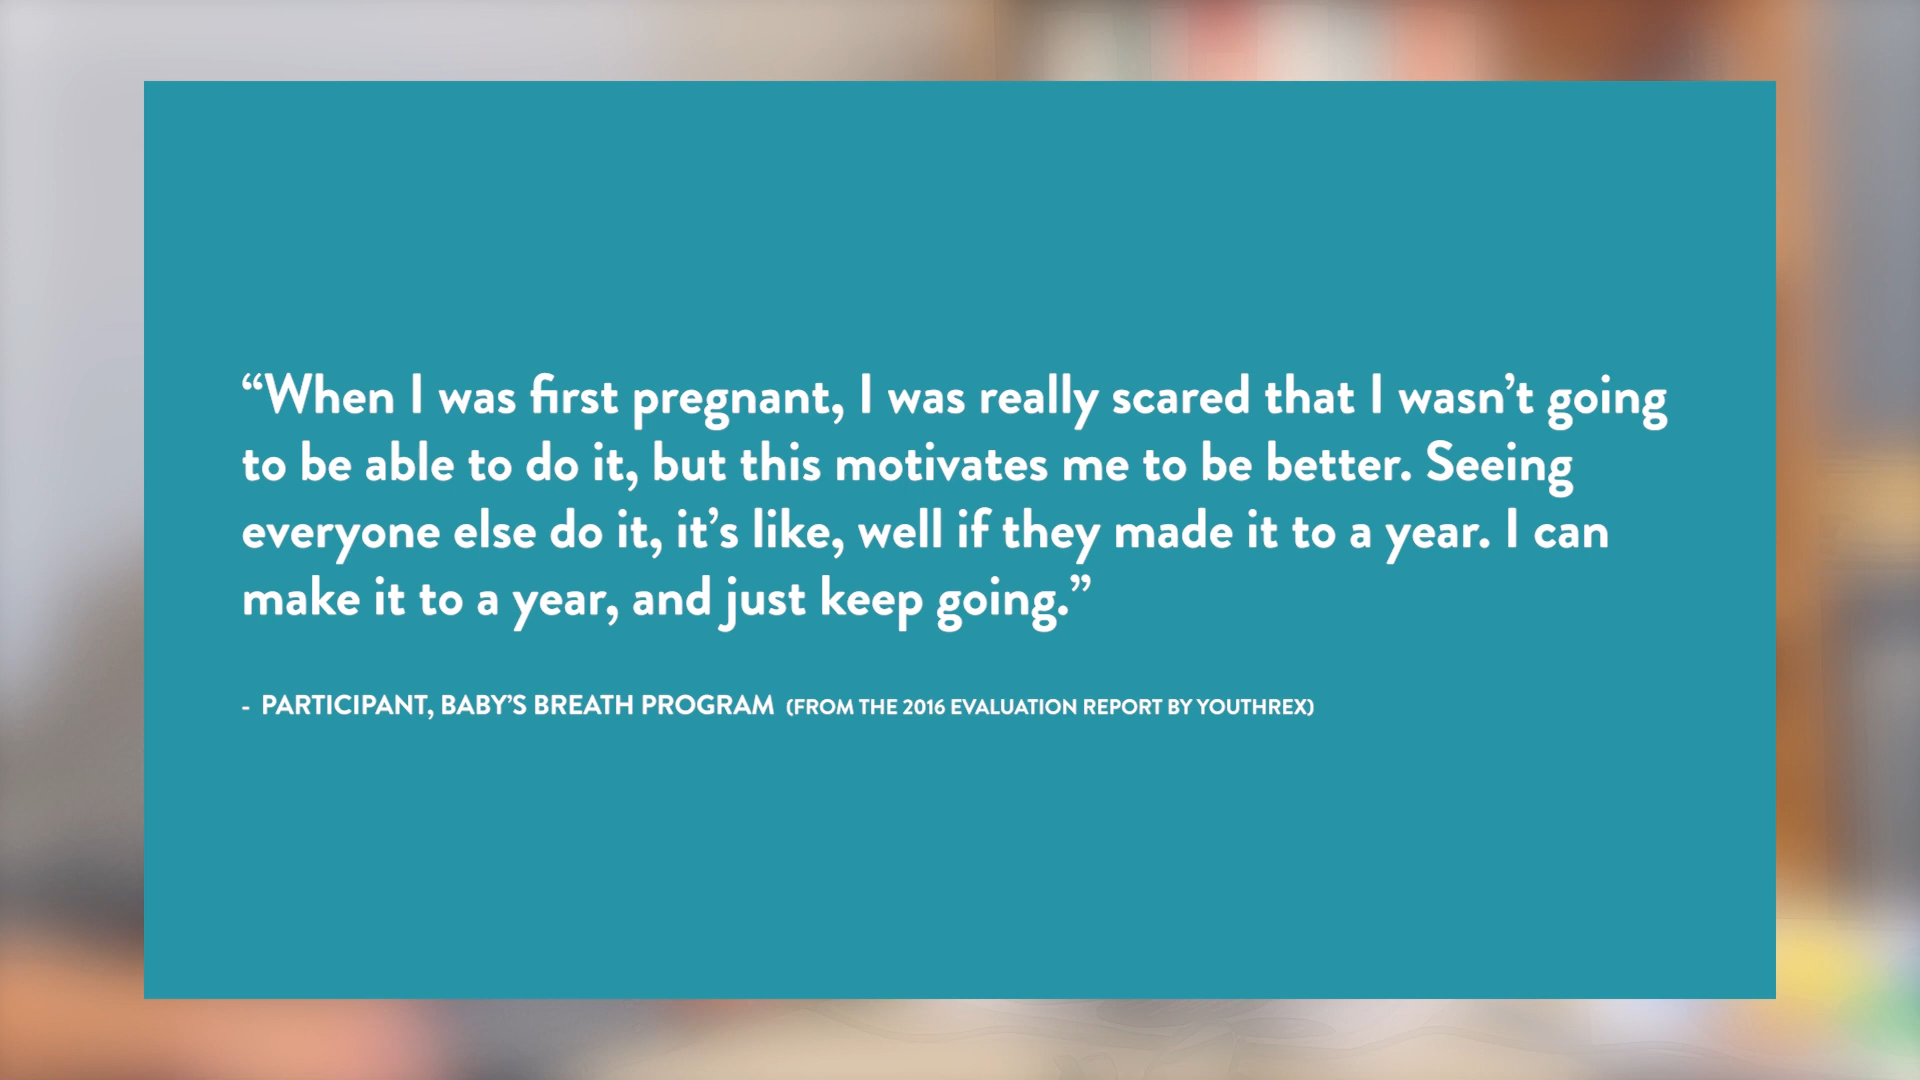 “When I was first pregnant, I was really scared that I wasn’t going
to be able to do it, but this motivates me to be better. Seeing
everyone else do it, it’s like, well if they made it to a year. I can
make it to a year, and just keep going.”
- PARTICIPANT, BABY’S BREATH PROGRAM (FROM THE 2016 EVALUATION REPORT BY YOUTHREX)